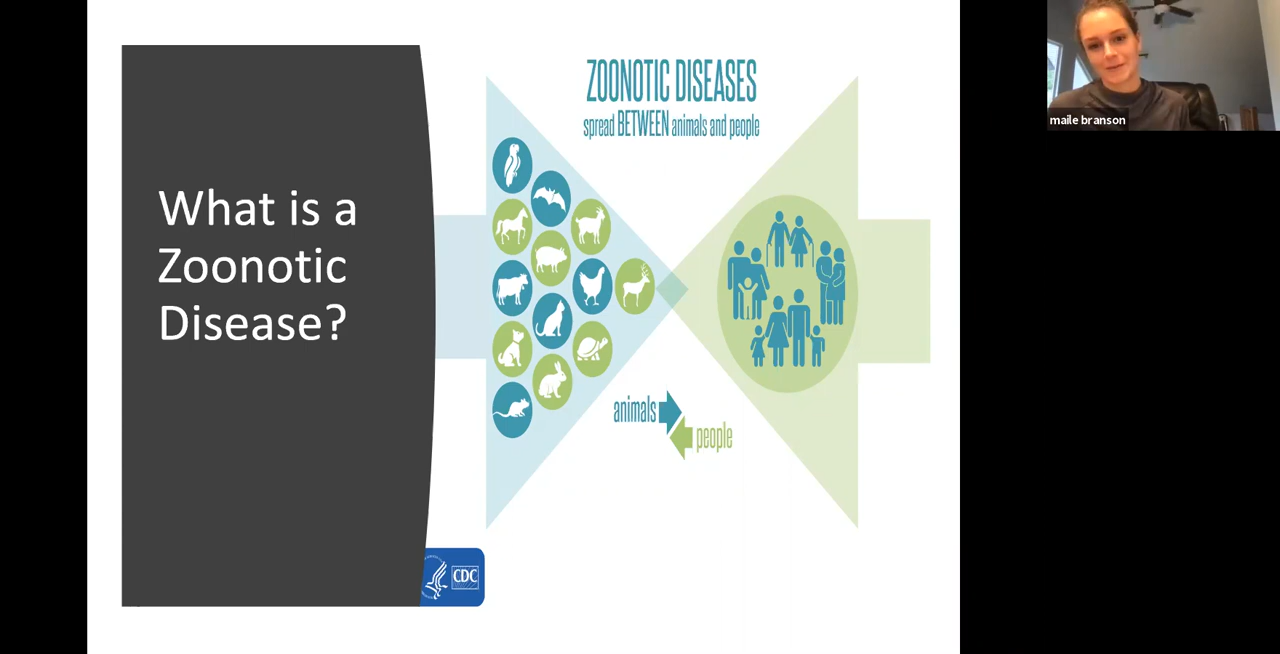 What is a
Zoonotic
Disease?
ZOONOTIC DISEASES
spread BETWEEN animals and people
animals
people
CDC
maile branson